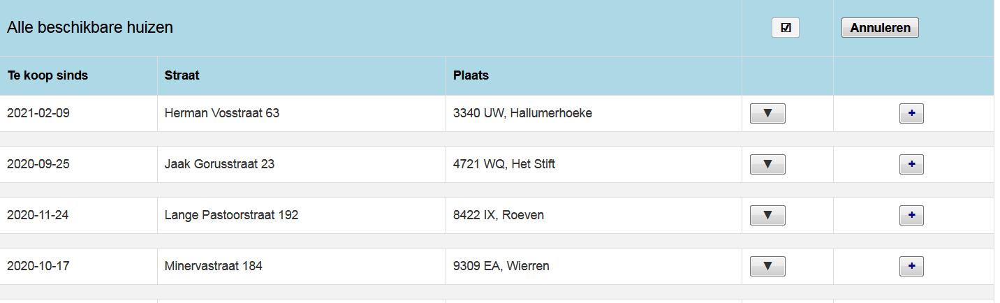 Alle beschikbare huizen ☑ Annuleren
Te koop sinds Straat Plaats
2021-02-09 Herman Vosstraat 63 3340 UW, Hallumerhoeke ▼ +
2020-09-25 Jaak Gorusstraat 23 4721 WQ, Het Stift ▼ +
2020-11-24 Lange Pastoorstraat 192 8422 IX, Roeven ▼ +
2020-10-17 Minervastraat 184 9309 EA, Wierren ▼ +